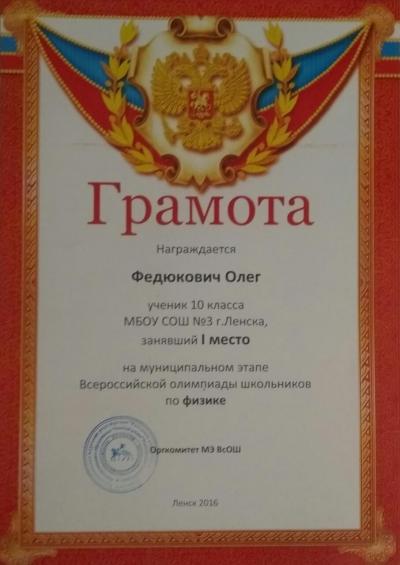 Грамота
Награждается
Федюкович Олег
ученик 10 класса
МБОУ СОШ №3 г.Ленска,
занявший I место
на муниципальном этапе
Всероссийской олимпиады школьников
по физике
Оргкомитет МЭ ВсОШ
Ленск 2016